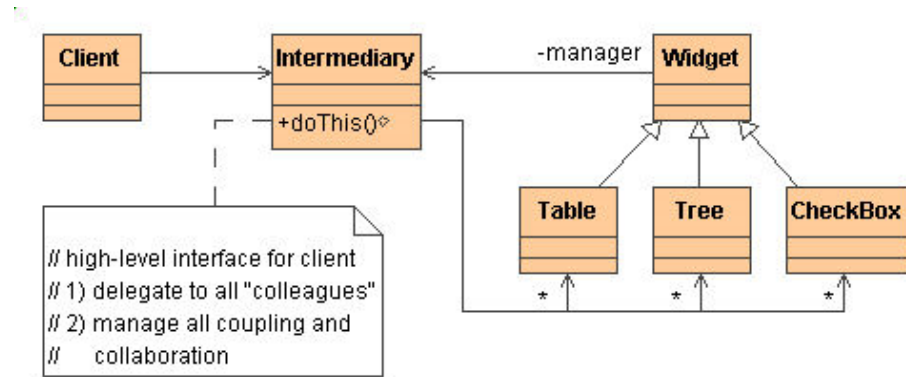 Client
Intermediary
-manager
Widget
+doThis()
Table
Tree
CheckBox
// high-level interface for client
// 1) delegate to all "colleagues"
// 2) manage all coupling and
// collaboration
*
*
*